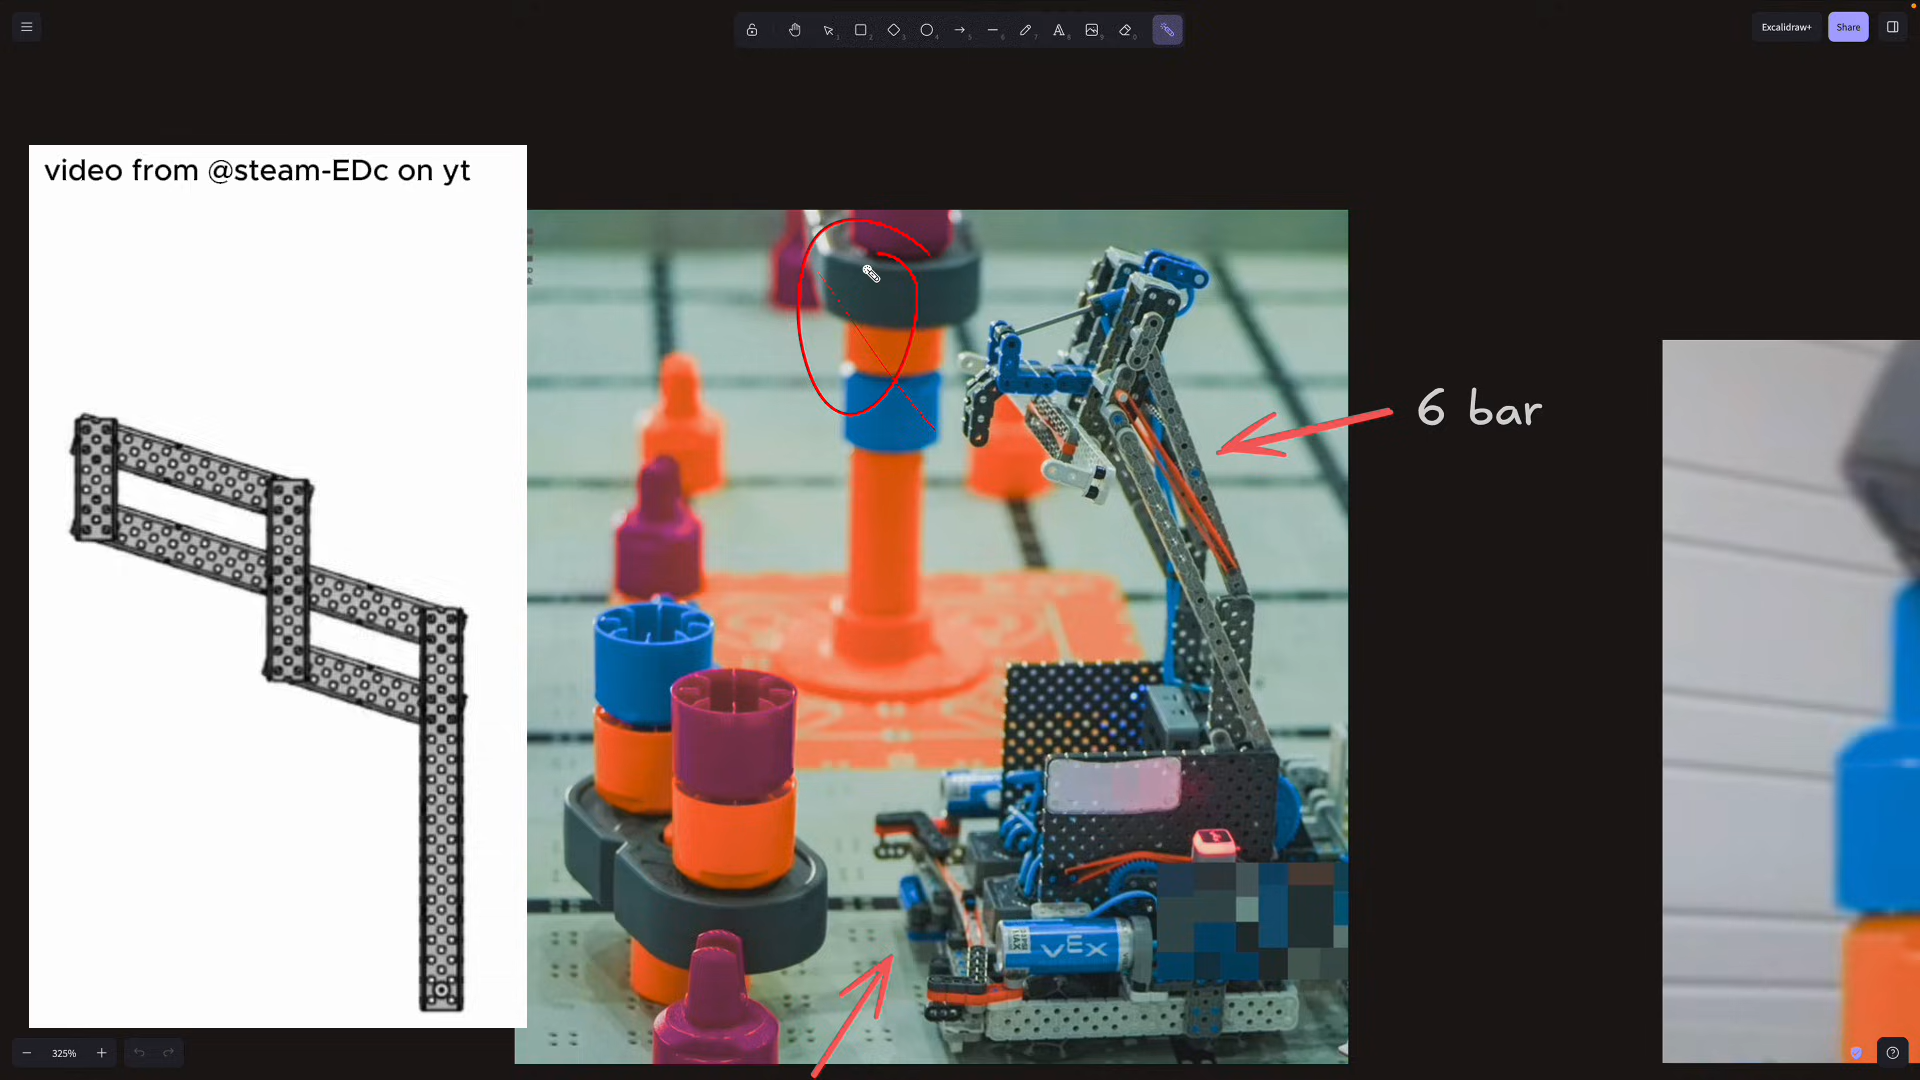 Excalidraw+
Share
video from @steam-EDc on yt
6 bar
VEX
325%